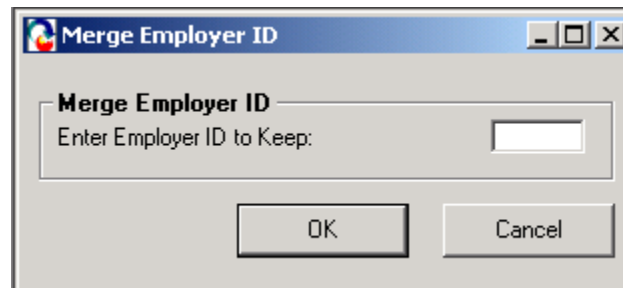 Merge Employer ID
Merge Employer ID
Enter Employer ID to Keep:
OK
Cancel